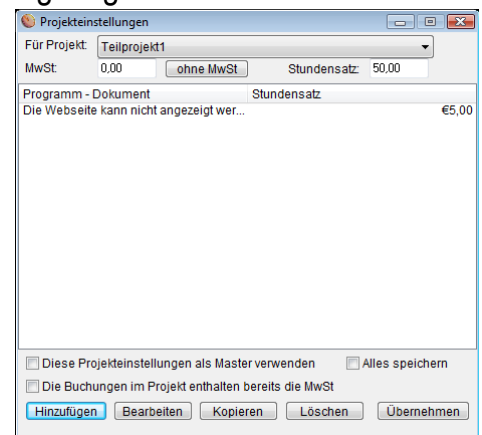 Projekteinstellungen
Für Projekt: Teilprojekt1
MwSt: 0,00 ohne MwSt Stundensatz: 50,00
Programm - Dokument Stundensatz
Die Webseite kann nicht angezeigt wer... €5,00
Diese Projekteinstellungen als Master verwenden Alles speichern
Die Buchungen im Projekt enthalten bereits die MwSt
Hinzufügen Bearbeiten Kopieren Löschen Übernehmen